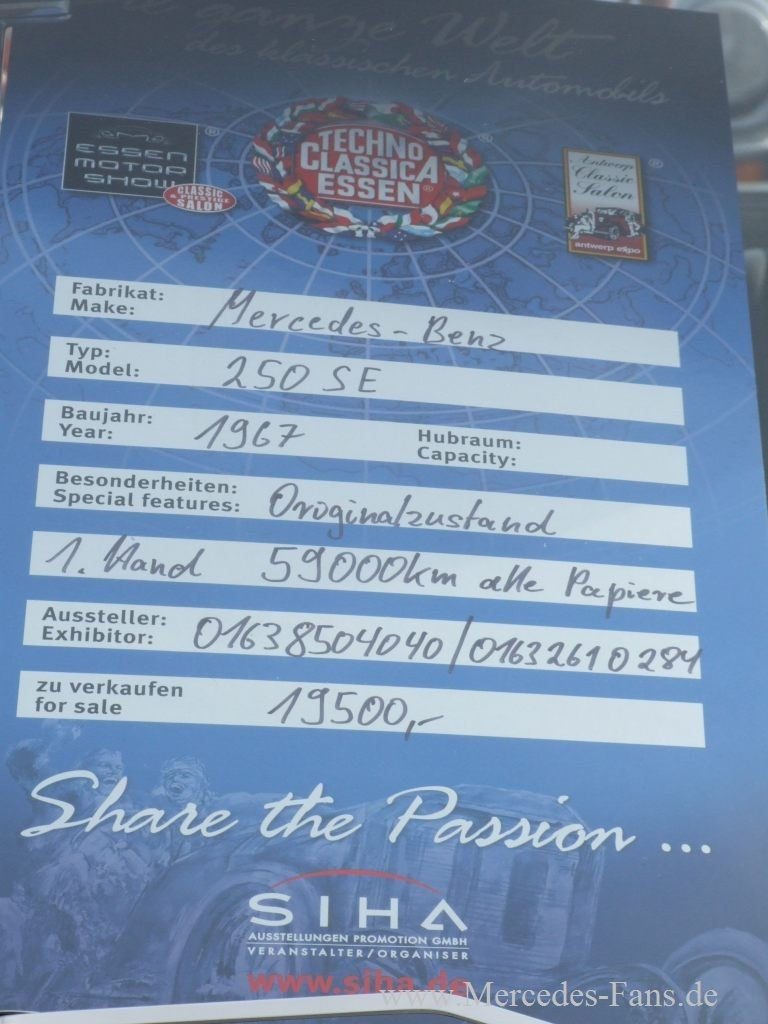 ganze Welt
des klassischen Automobils
ESSEN
MOTOR
SHOW
®
CLASSIC
& PRESTIGE
SALON
TECHNO
CLASSICA
ESSEN®
®
Antwerp
Classic
Salon
antwerp expo
®
Fabrikat:
Make: Mercedes-Benz
Typ:
Model: 250 SE
Baujahr:
Year: 1967
Hubraum:
Capacity:
Besonderheiten:
Special features: Originalzustand
1. Hand 59000km alle Papiere
Aussteller:
Exhibitor: 01638504040/01632610284
zu verkaufen
for sale 19500,-
Share the Passion ...
SIHA
AUSSTELLUNGEN PROMOTION GMBH
VERANSTALTER/ORGANISER
www.siha.de
www.Mercedes-Fans.de